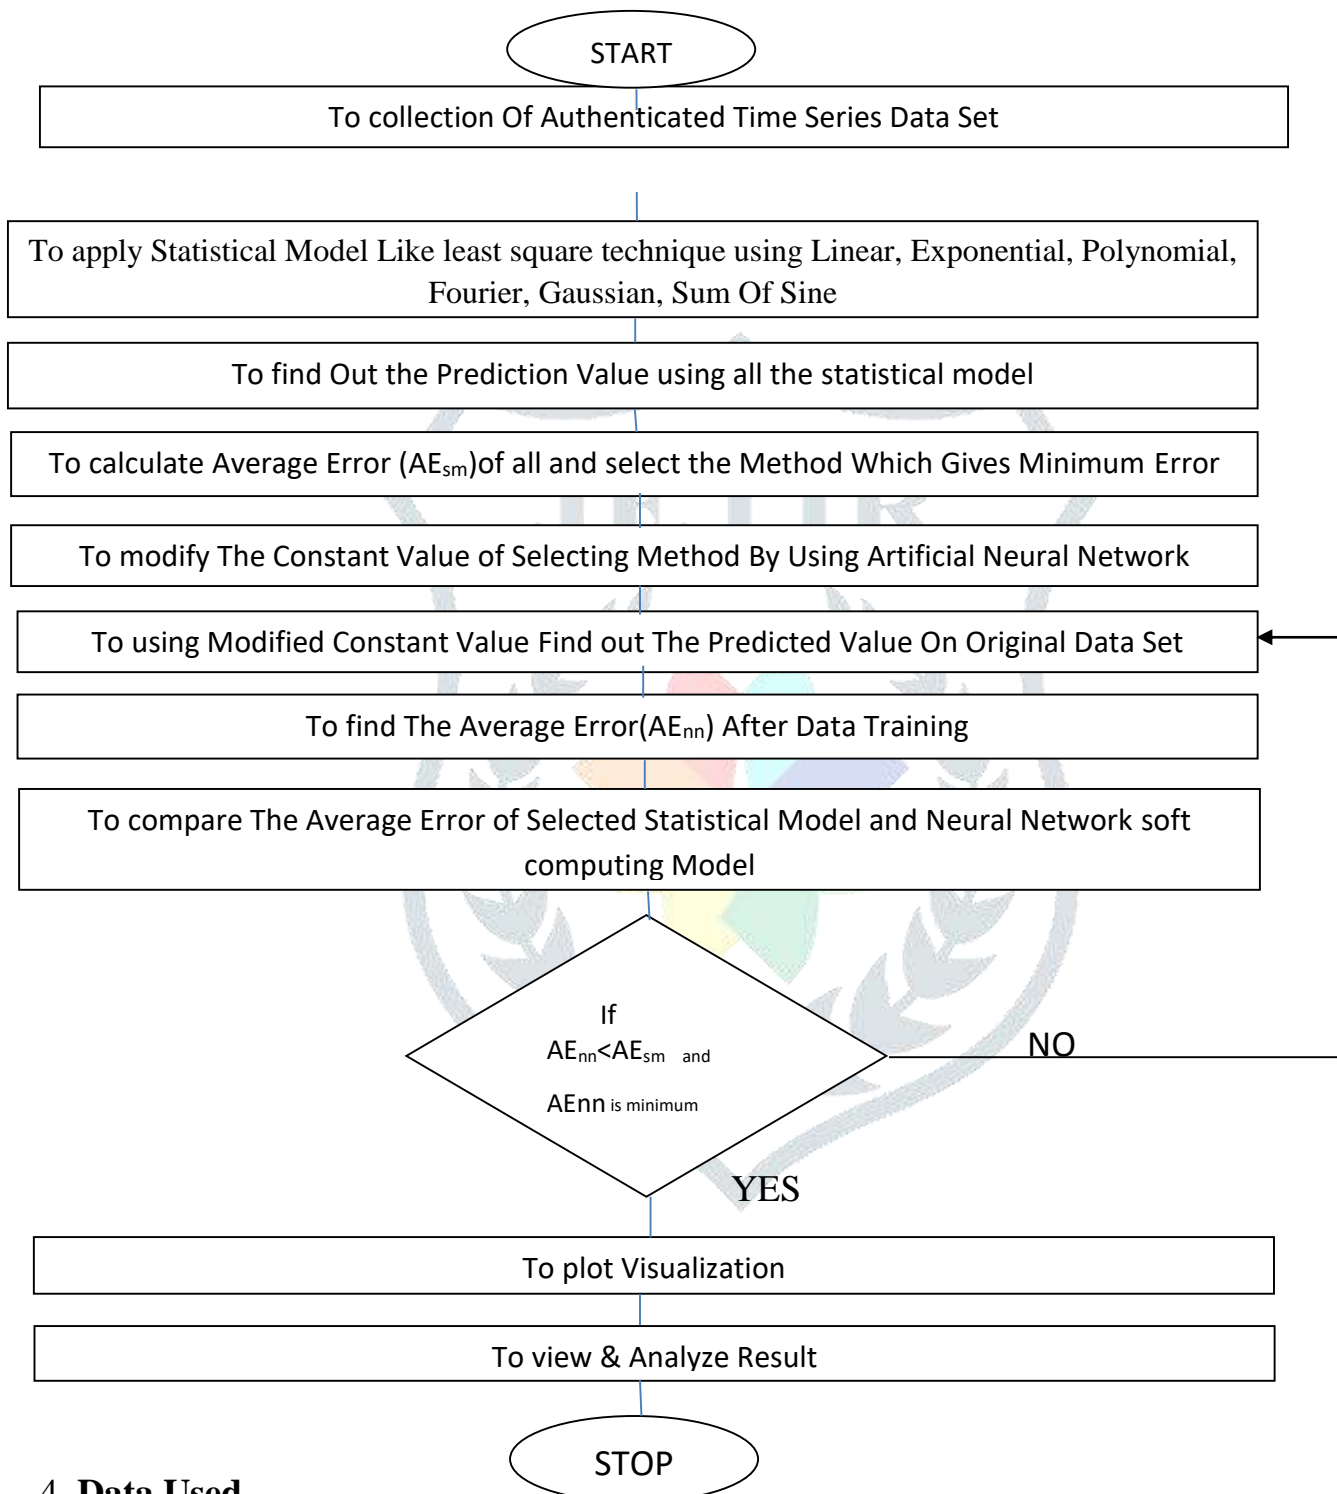 START
To collection Of Authenticated Time Series Data Set
To apply Statistical Model Like least square technique using Linear, Exponential, Polynomial,
Fourier, Gaussian, Sum Of Sine
To find Out the Prediction Value using all the statistical model
To calculate Average Error (AEsm)of all and select the Method Which Gives Minimum Error
JETIR
To modify The Constant Value of Selecting Method By Using Artificial Neural Network
To using Modified Constant Value Find out The Predicted Value On Original Data Set
To find The Average Error(AEnn) After Data Training
To compare The Average Error of Selected Statistical Model and Neural Network soft
computing Model
If
AEnn<AEsm and
AEnn is minimum
NO
YES
To plot Visualization
To view & Analyze Result
STOP
4. Data Used